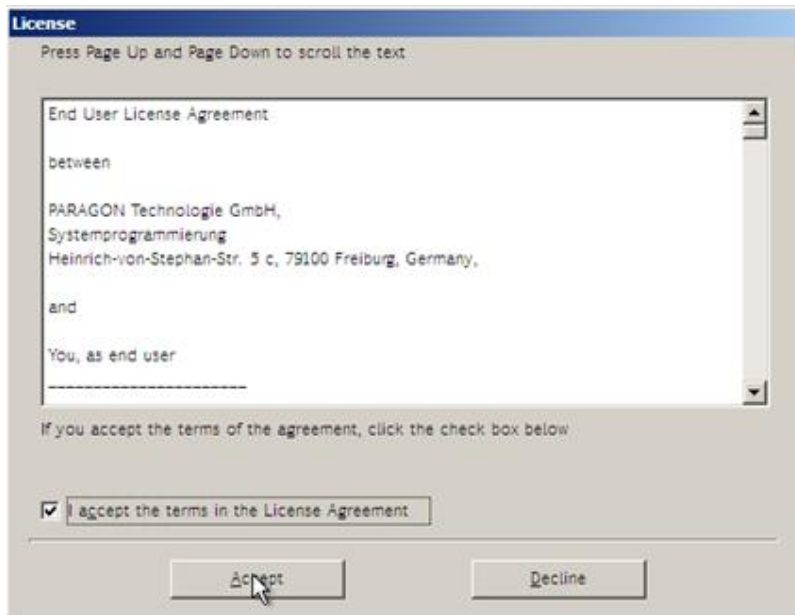 License
Press Page Up and Page Down to scroll the text
End User License Agreement
between
PARAGON Technologie GmbH,
Systemprogrammierung
Heinrich-von-Stephan-Str. 5 c, 79100 Freiburg, Germany,
and
You, as end user
----------------------
If you accept the terms of the agreement, click the check box below
I accept the terms in the License Agreement
Accept
Decline